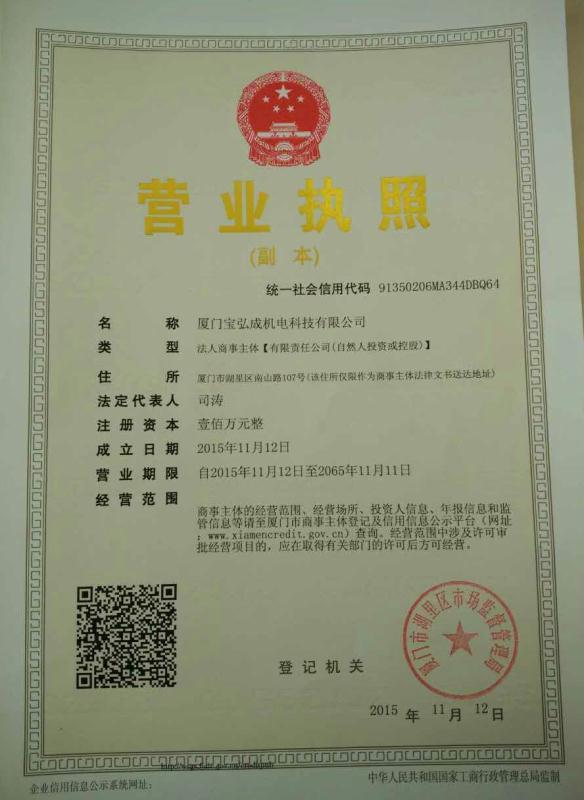 营业执照
(副 本)
统一社会信用代码 91350206MA344DBQ64
名 称 厦门宝弘成机电科技有限公司
类 型 法人商事主体【有限责任公司(自然人投资或控股)】
住 所 厦门市湖里区南山路107号(该住所仅限作为商事主体法律文书送达地址)
法定代表人 司涛
注册资本 壹佰万元整
成立日期 2015年11月12日
营业期限 自2015年11月12日至2065年11月11日
经营范围
商事主体的经营范围、经营场所、投资人信息、年报信息和监
管信息等请至厦门市商事主体登记及信用信息公示平台(网址
:www.xiamencredit.gov.cn)查询。经营范围中涉及许可审
批经营项目的,应在取得有关部门的许可后方可经营。
厦门市湖里区市场监督管理局
登记机关
2015 年 11 月 12 日
企业信用信息公示系统网址:
中华人民共和国国家工商行政管理总局监制